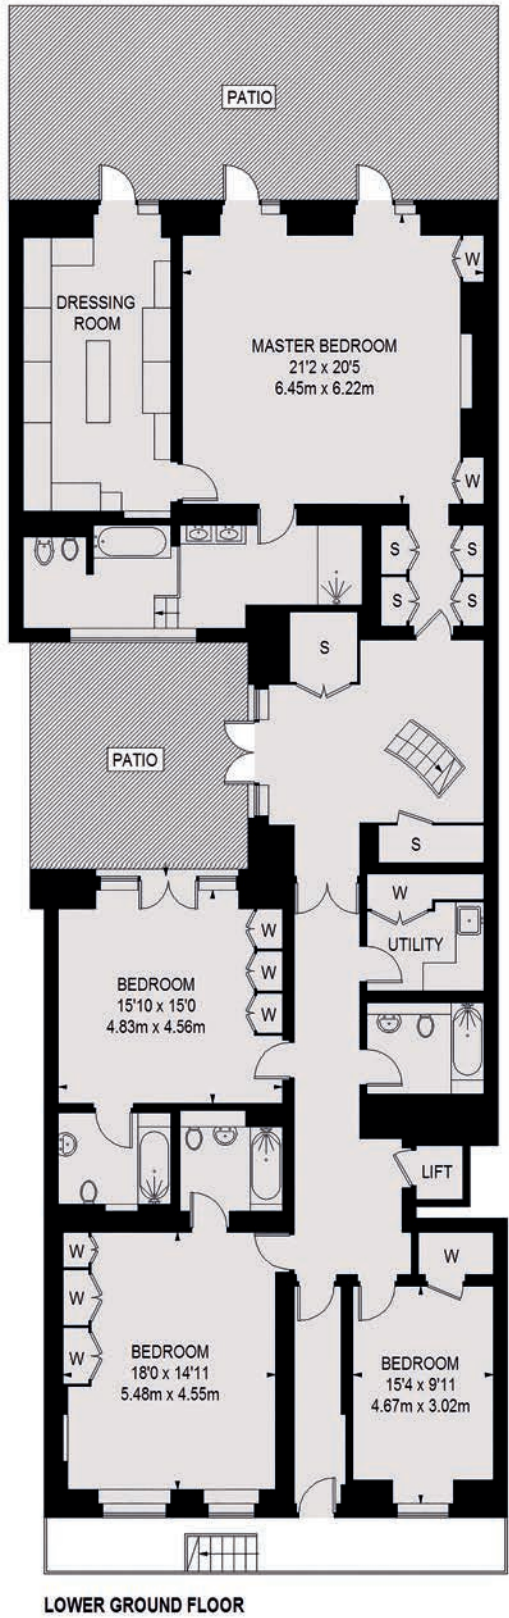 PATIO
DRESSING
ROOM
MASTER BEDROOM
21'2 x 20'5
6.45m x 6.22m
W
W
S
S
S
S
S
PATIO
S
W
UTILITY
BEDROOM
15'10 x 15'0
4.83m x 4.56m
W
W
W
LIFT
W
W
W
W
BEDROOM
18'0 x 14'11
5.48m x 4.55m
BEDROOM
15'4 x 9'11
4.67m x 3.02m
LOWER GROUND FLOOR